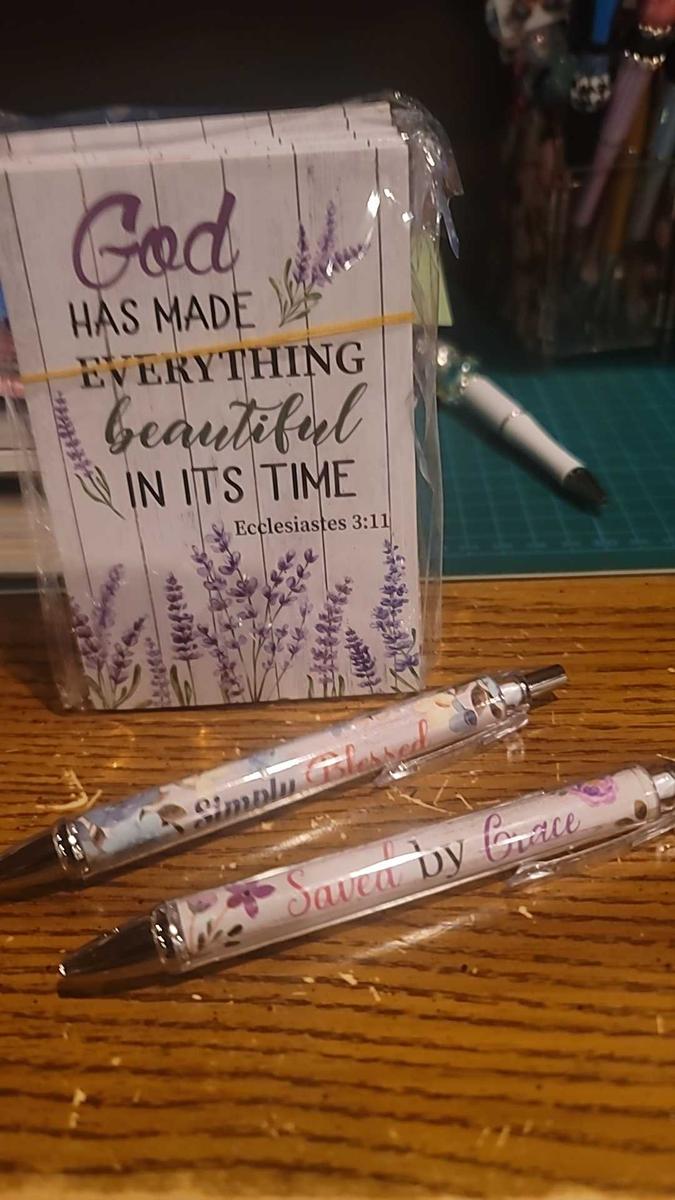 God
HAS MADE
EVERYTHING
beautiful
IN ITS TIME
Ecclesiastes 3:11
Simply Blessed
Saved by Grace